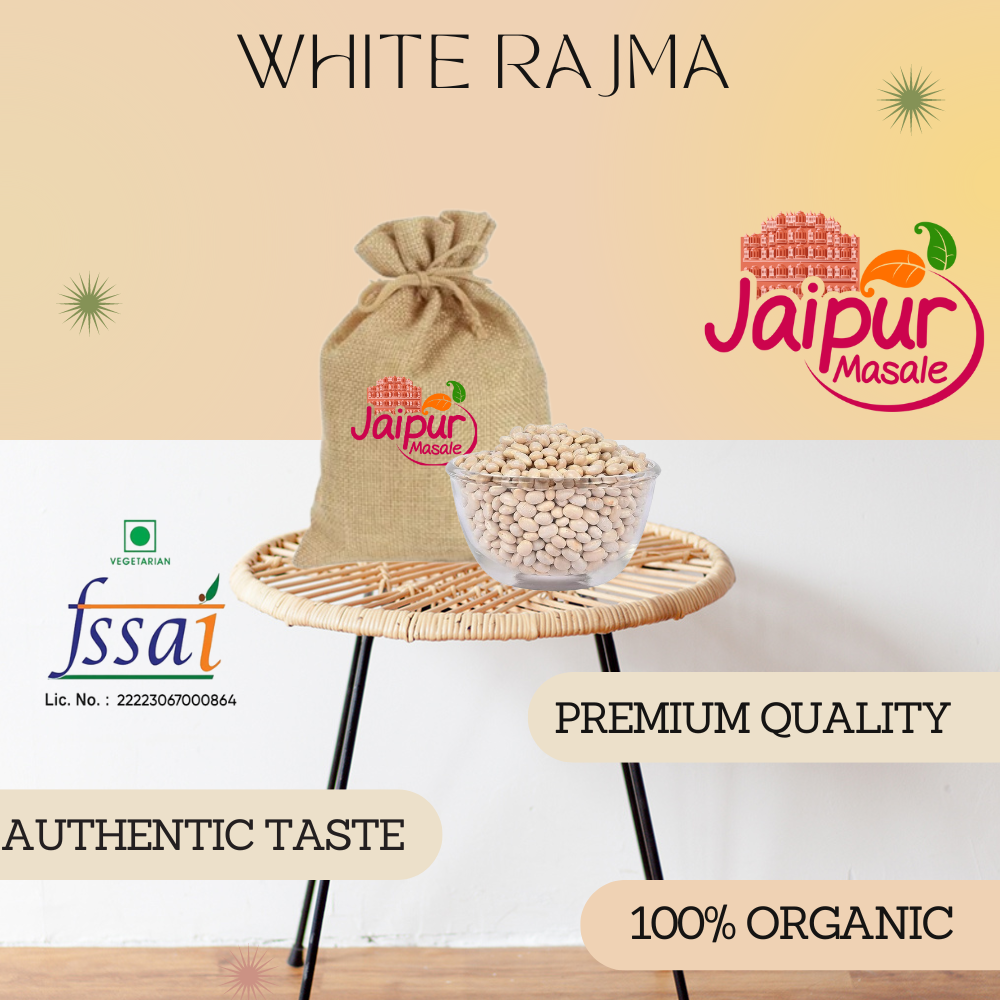 WHITE RAJMA
Jaipur
Masale
Jaipur
Masale
VEGETARIAN
fssai
Lic. No. : 22223067000864
PREMIUM QUALITY
AUTHENTIC TASTE
100% ORGANIC